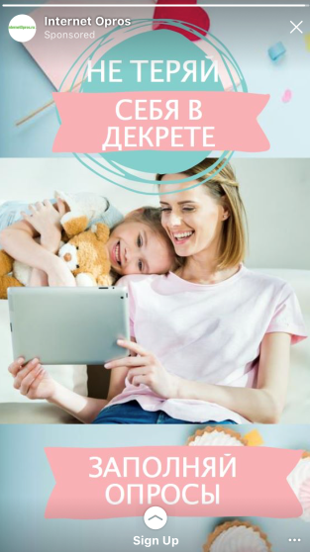 Internet Opros
Sponsored
НЕ ТЕРЯЙ
СЕБЯ В
ДЕКРЕТЕ
ЗАПОЛНЯЙ
ОПРОСЫ
Sign Up